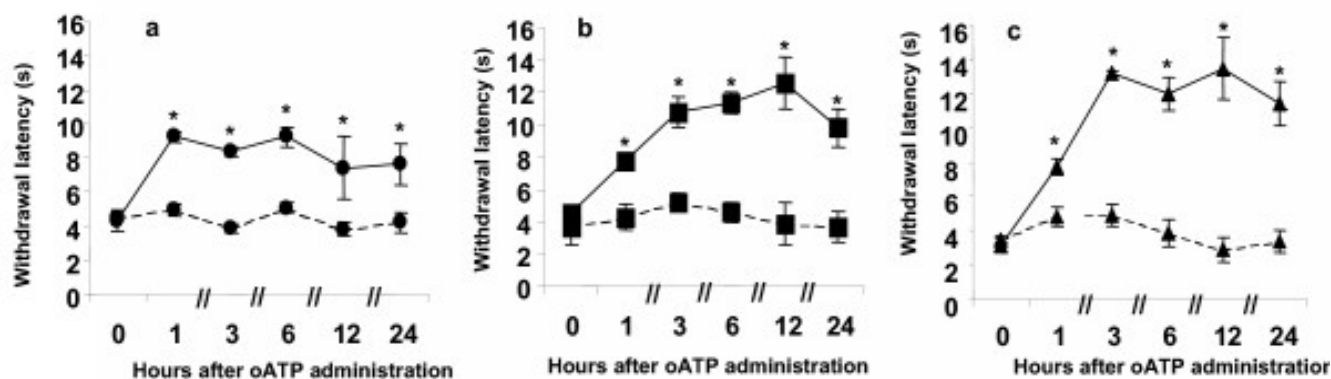 a
Withdrawal latency (s)
16
14
12
10
8
6
4
2
0
* * * * *
// // // //
0 1 3 6 12 24
Hours after oATP administration
b
Withdrawal latency (s)
16
14
12
10
8
6
4
2
0
* * * * *
// // // //
0 1 3 6 12 24
Hours after oATP administration
c
Withdrawal latency (s)
16
14
12
10
8
6
4
2
0
* * * * *
// // // //
0 1 3 6 12 24
Hours after oATP administration